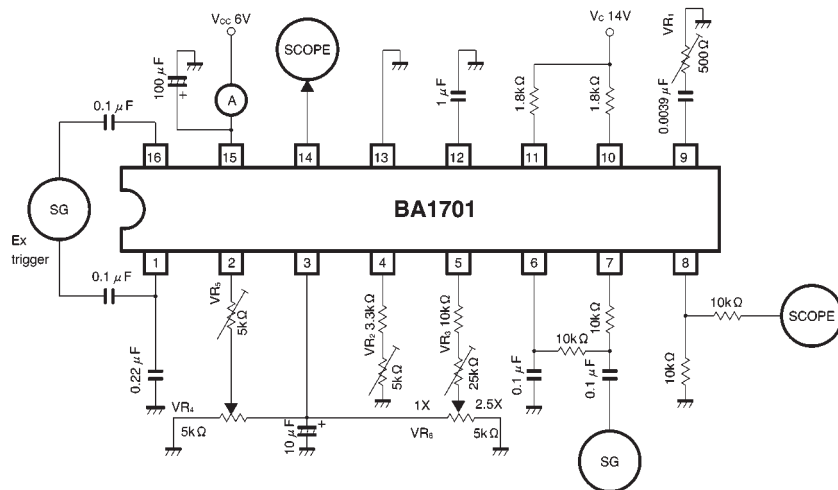 Vcc 6V
Vc 14V
VR₁
500Ω
SCOPE
100 μF
+
A
1 μF
1.8kΩ
1.8kΩ
0.0039 μF
0.1 μF
16
15
14
13
12
11
10
9
SG
BA1701
Ex
trigger
1
2
3
4
5
6
7
8
0.1 μF
VR₅
5kΩ
VR₂ 3.3kΩ
5kΩ
VR₃ 10kΩ
25kΩ
10kΩ
10kΩ
10kΩ
SCOPE
0.22 μF
0.1 μF
0.1 μF
10kΩ
VR₄
5kΩ
10 μF
+
1X
2.5X
VR₆
5kΩ
SG